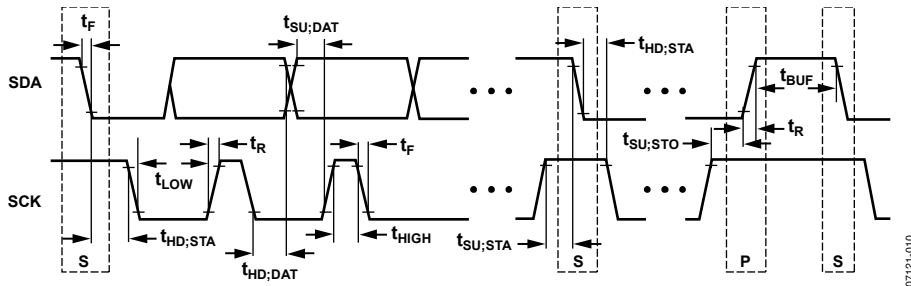 tF
tSU;DAT
tHD;STA
SDA
tBUF
tR
tF
tSU;STO
tR
tLOW
SCK
tHD;STA
tHIGH
tSU;STA
tHD;DAT
S
S
P
S
07121-010